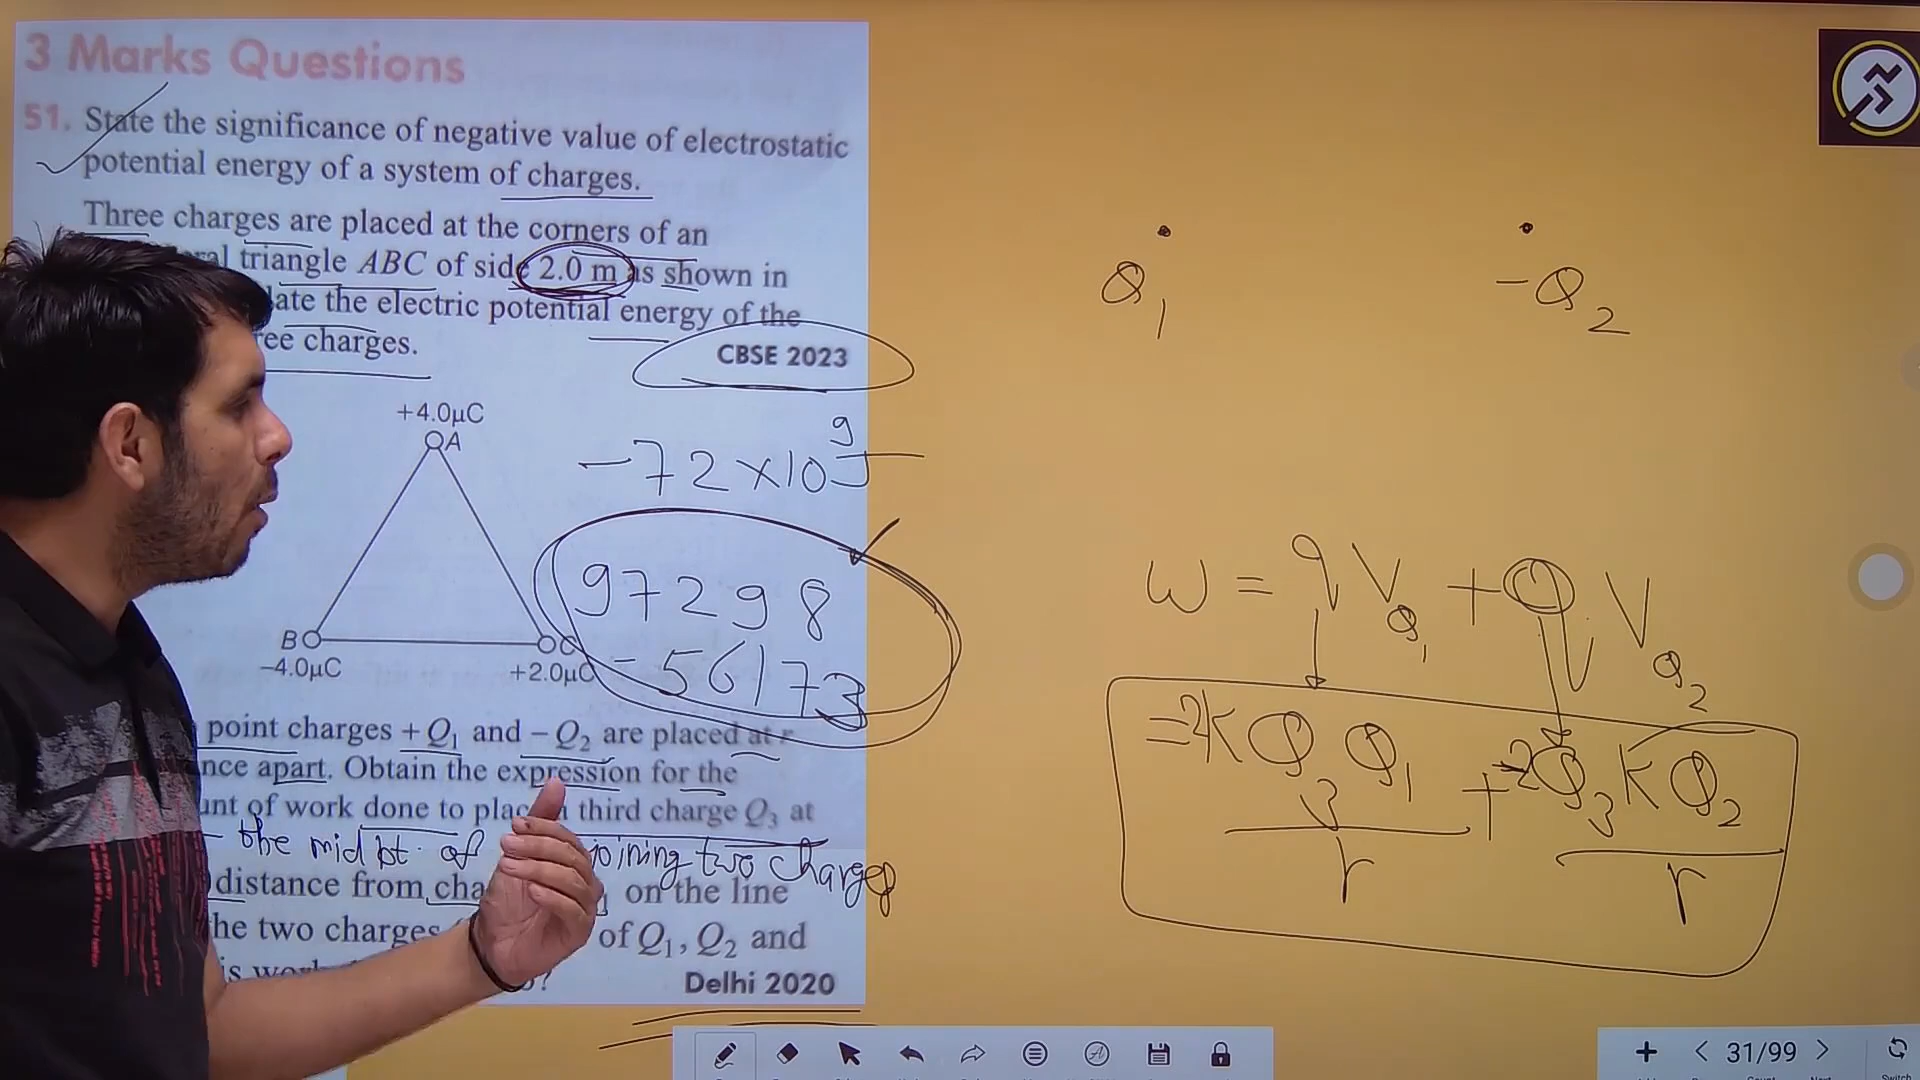 3 Marks Questions
51. State the significance of negative value of electrostatic
potential energy of a system of charges.
Three charges are placed at the corners of an
triangle ABC of side 2.0 m as shown in
the electric potential energy of the
charges.
CBSE 2023
+4.0μC
A
B
C
-4.0μC
+2.0μC
-72×10
97298
-56173
point charges +Q₁ and −Q₂ are placed at r
apart. Obtain the expression for the
of work done to place third charge Q₃ at
the midpt. of joining two charges
distance from on the line
the two charges of Q₁, Q₂ and
Delhi 2020
Q₁
-Q₂
W = qV_Q₁ + qV_Q₂
= 2KQ₃Q₁/r + -2Q₃KQ₂/r
31/99